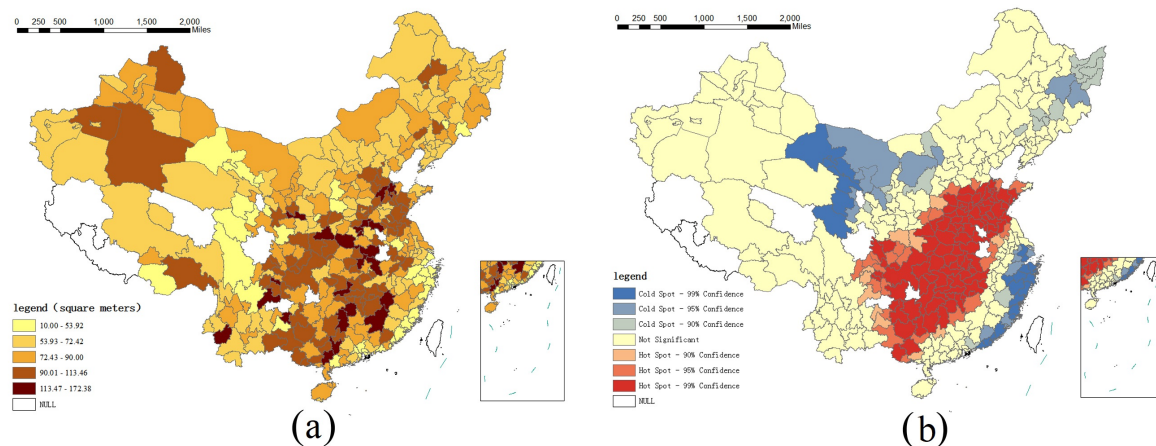 0 250 500 1,000 1,500 2,000
Miles
legend (square meters)
10.00 - 53.92
53.93 - 72.42
72.43 - 90.00
90.01 - 113.46
113.47 - 172.38
NULL
(a)
0 250 500 1,000 1,500 2,000
Miles
legend
Cold Spot - 99% Confidence
Cold Spot - 95% Confidence
Cold Spot - 90% Confidence
Not Significant
Hot Spot - 90% Confidence
Hot Spot - 95% Confidence
Hot Spot - 99% Confidence
NULL
(b)